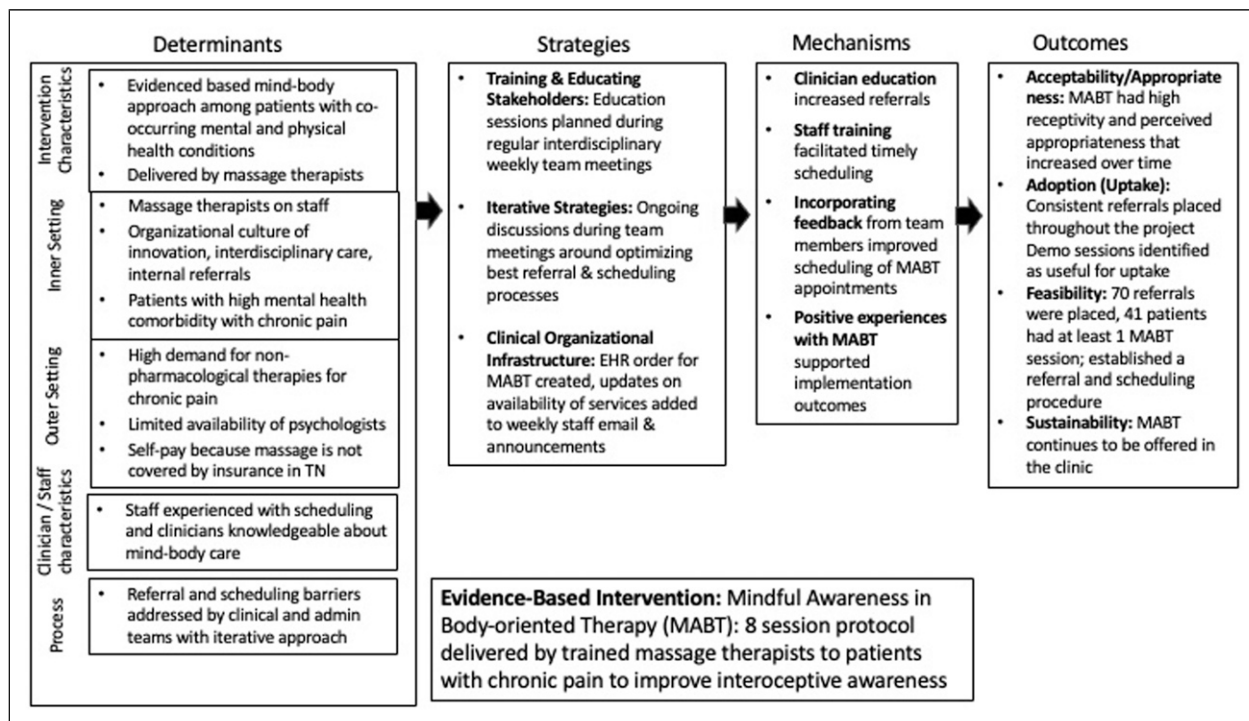 Determinants
Intervention
Characteristics
• Evidenced based mind-body
approach among patients with co-
occurring mental and physical
health conditions
• Delivered by massage therapists
Inner Setting
• Massage therapists on staff
• Organizational culture of
innovation, interdisciplinary care,
internal referrals
• Patients with high mental health
comorbidity with chronic pain
Outer Setting
• High demand for non-
pharmacological therapies for
chronic pain
• Limited availability of psychologists
• Self-pay because massage is not
covered by insurance in TN
Clinician / Staff
characteristics
• Staff experienced with scheduling
and clinicians knowledgeable about
mind-body care
Process
• Referral and scheduling barriers
addressed by clinical and admin
teams with iterative approach
Strategies
• Training & Educating
Stakeholders: Education
sessions planned during
regular interdisciplinary
weekly team meetings
• Iterative Strategies: Ongoing
discussions during team
meetings around optimizing
best referral & scheduling
processes
• Clinical Organizational
Infrastructure: EHR order for
MABT created, updates on
availability of services added
to weekly staff email &
announcements
Mechanisms
• Clinician education
increased referrals
• Staff training
facilitated timely
scheduling
• Incorporating
feedback from team
members improved
scheduling of MABT
appointments
• Positive experiences
with MABT
supported
implementation
outcomes
Outcomes
• Acceptability/Appropriate
ness: MABT had high
receptivity and perceived
appropriateness that
increased over time
• Adoption (Uptake):
Consistent referrals placed
throughout the project
Demo sessions identified
as useful for uptake
• Feasibility: 70 referrals
were placed, 41 patients
had at least 1 MABT
session; established a
referral and scheduling
procedure
• Sustainability: MABT
continues to be offered in
the clinic
Evidence-Based Intervention: Mindful Awareness in
Body-oriented Therapy (MABT): 8 session protocol
delivered by trained massage therapists to patients
with chronic pain to improve interoceptive awareness